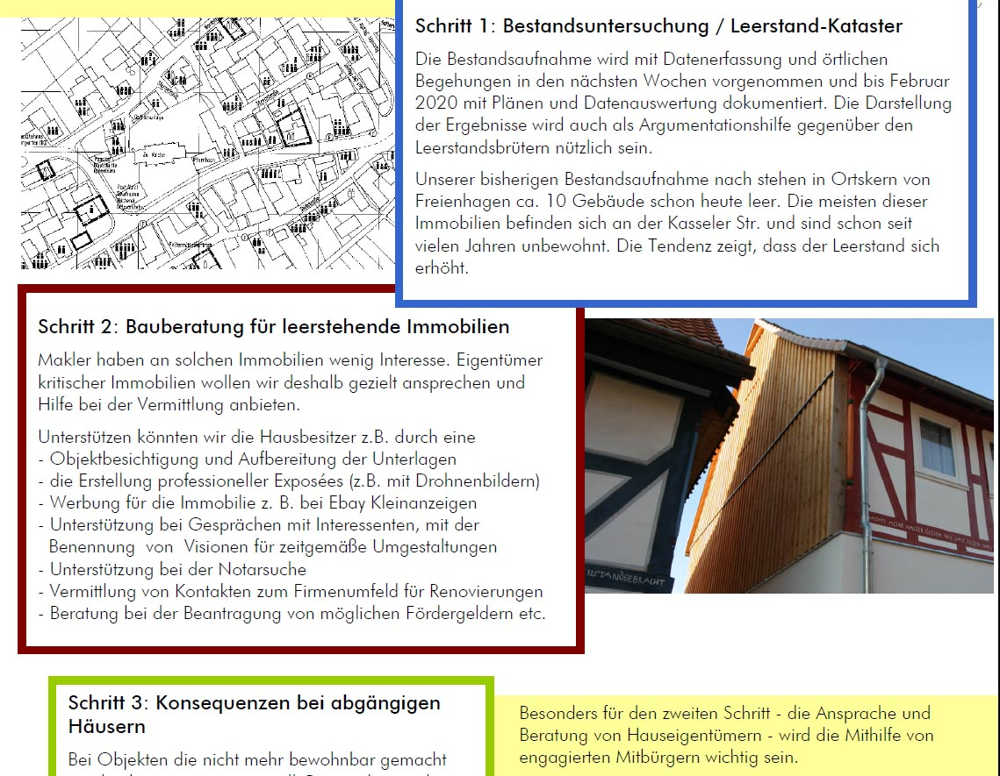 Schritt 1: Bestandsuntersuchung / Leerstand-Kataster
Die Bestandsaufnahme wird mit Datenerfassung und örtlichen
Begehungen in den nächsten Wochen vorgenommen und bis Februar
2020 mit Plänen und Datenauswertung dokumentiert. Die Darstellung
der Ergebnisse wird auch als Argumentationshilfe gegenüber den
Leerstandsbrütern nützlich sein.
Unserer bisherigen Bestandsaufnahme nach stehen in Ortskern von
Freienhagen ca. 10 Gebäude schon heute leer. Die meisten dieser
Immobilien befinden sich an der Kasseler Str. und sind schon seit
vielen Jahren unbewohnt. Die Tendenz zeigt, dass der Leerstand sich
erhöht.
Kirche
Pfarrhaus
Schritt 2: Bauberatung für leerstehende Immobilien
Makler haben an solchen Immobilien wenig Interesse. Eigentümer
kritischer Immobilien wollen wir deshalb gezielt ansprechen und
Hilfe bei der Vermittlung anbieten.
Unterstützen könnten wir die Hausbesitzer z.B. durch eine
- Objektbesichtigung und Aufbereitung der Unterlagen
- die Erstellung professioneller Exposées (z.B. mit Drohnenbildern)
- Werbung für die Immobilie z. B. bei Ebay Kleinanzeigen
- Unterstützung bei Gesprächen mit Interessenten, mit der
Benennung von Visionen für zeitgemäße Umgestaltungen
- Unterstützung bei der Notarsuche
- Vermittlung von Kontakten zum Firmenumfeld für Renovierungen
- Beratung bei der Beantragung von möglichen Fördergeldern etc.
NSTANDGEBRACHT
Schritt 3: Konsequenzen bei abgängigen
Häusern
Bei Objekten die nicht mehr bewohnbar gemacht
Besonders für den zweiten Schritt - die Ansprache und
Beratung von Hauseigentümern - wird die Mithilfe von
engagierten Mitbürgern wichtig sein.